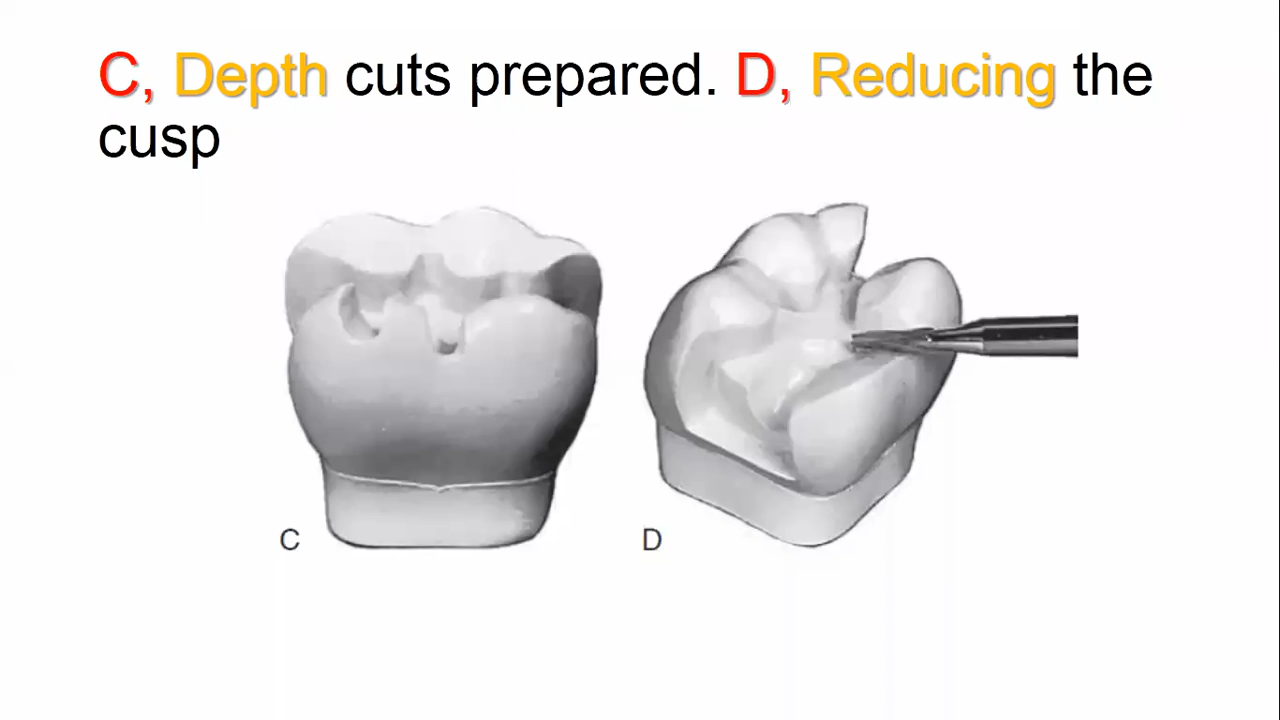 C, Depth cuts prepared. D, Reducing the
cusp
C
D